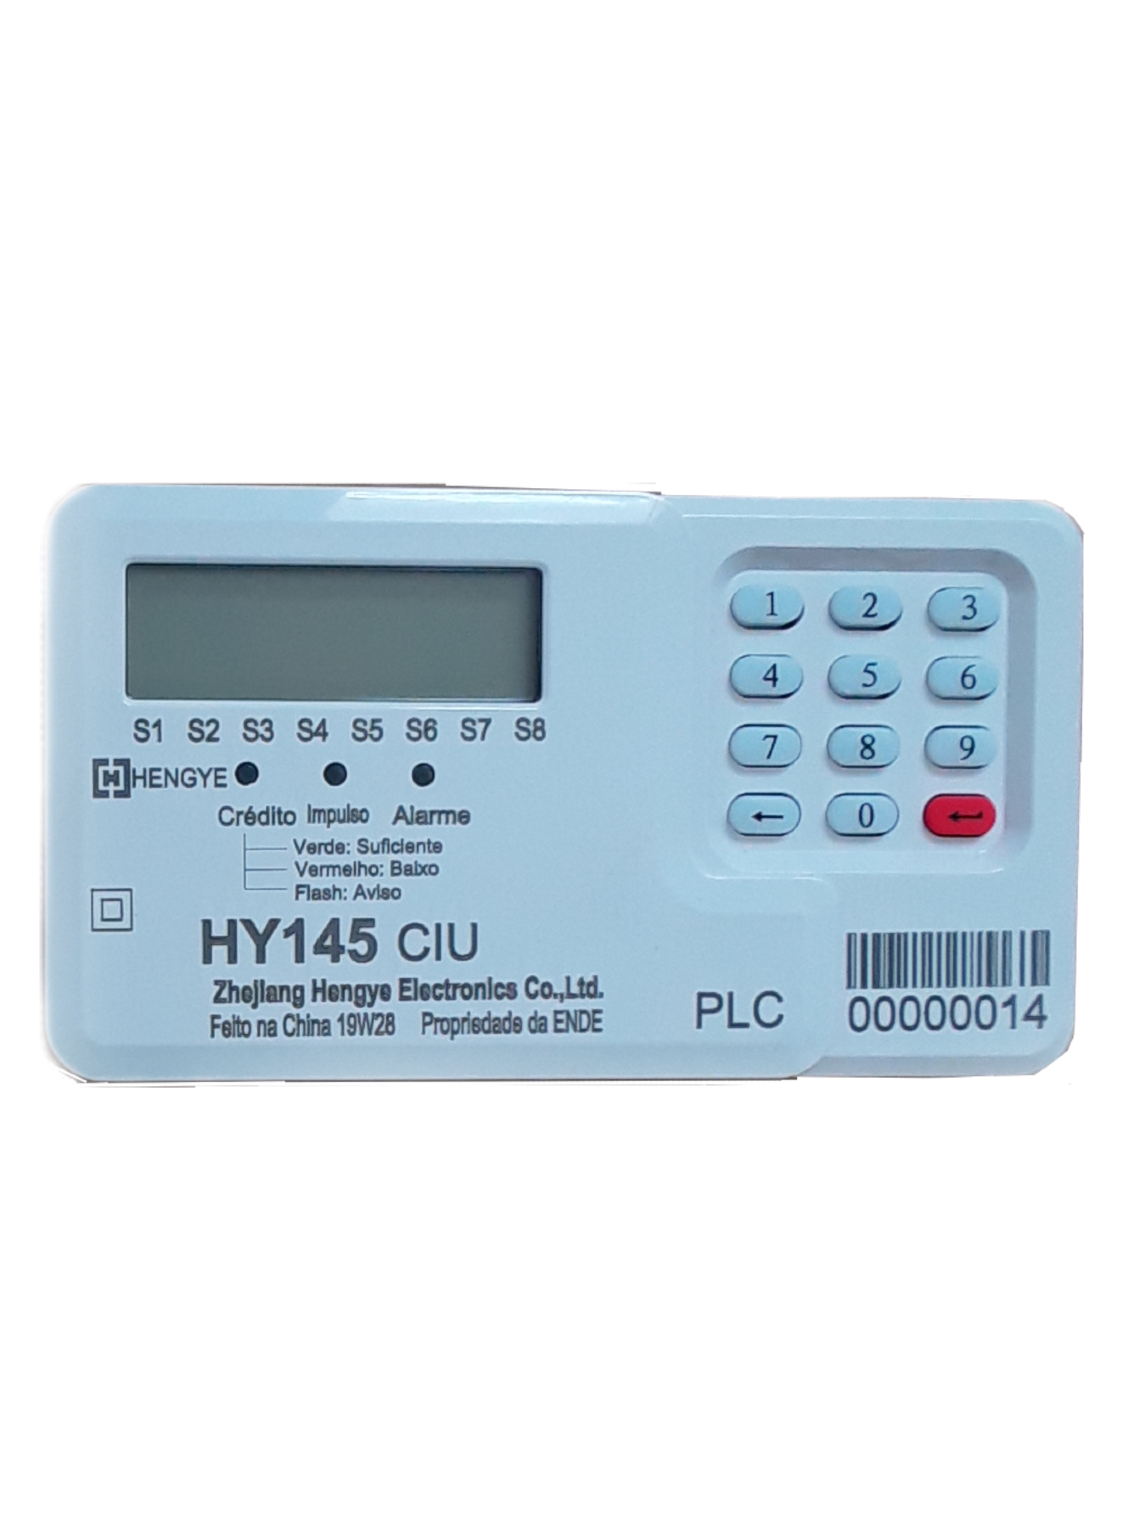 1 2 3
4 5 6
7 8 9
← 0 ↵
S1 S2 S3 S4 S5 S6 S7 S8
HENGYE
Crédito Impulso Alarme
Verde: Suficiente
Vermelho: Baixo
Flash: Aviso
HY145 CIU
Zhejiang Hengye Electronics Co.,Ltd.
Feito na China 19W28 Propriedade da ENDE
PLC
00000014